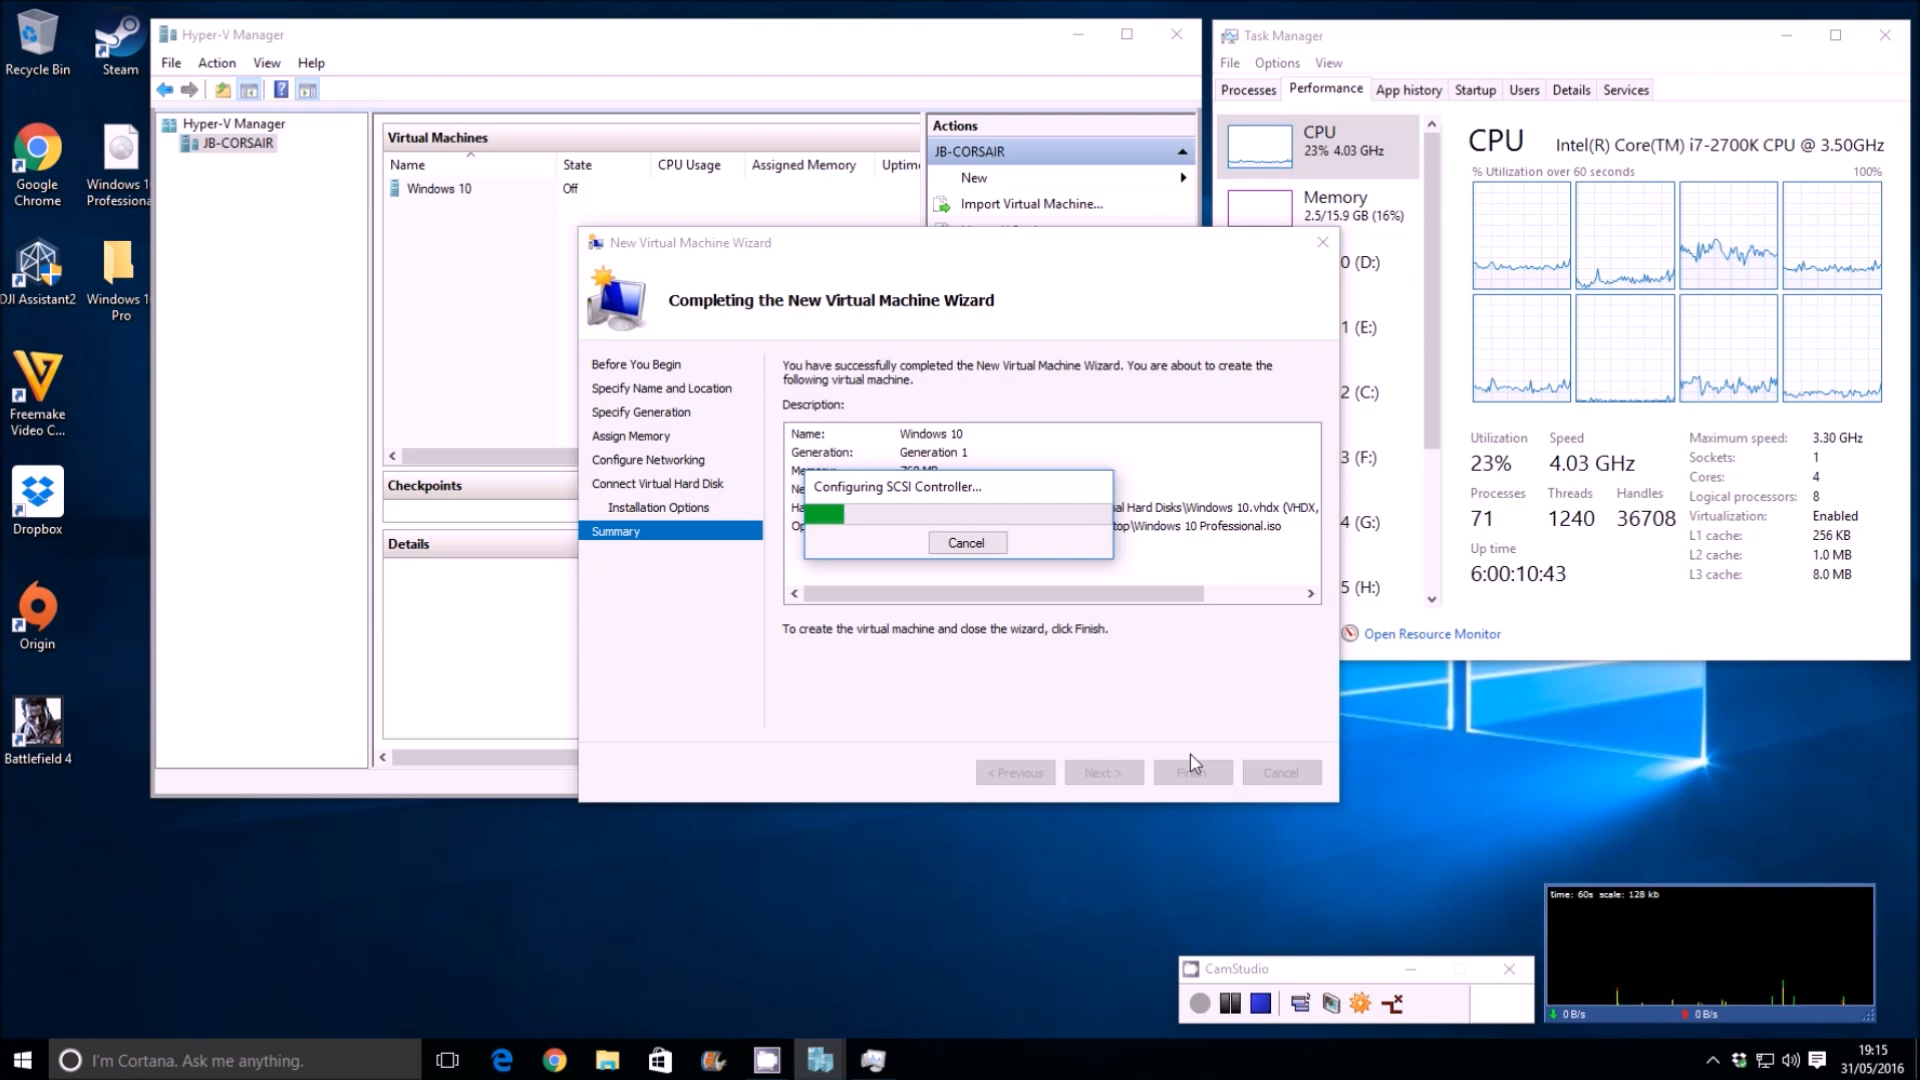 Recycle Bin
Steam
Google
Chrome
Windows 1
Professiona
DJI Assistant2
Windows 1
Pro
Freemake
Video C...
Dropbox
Origin
Battlefield 4
Hyper-V Manager
File Action View Help
Hyper-V Manager
JB-CORSAIR
Virtual Machines
Name State CPU Usage Assigned Memory Uptim
Windows 10 Off
Checkpoints
Details
Actions
JB-CORSAIR
New
Import Virtual Machine...
New Virtual Machine Wizard
Completing the New Virtual Machine Wizard
Before You Begin
Specify Name and Location
Specify Generation
Assign Memory
Configure Networking
Connect Virtual Hard Disk
Installation Options
Summary
You have successfully completed the New Virtual Machine Wizard. You are about to create the
following virtual machine.
Description:
Name: Windows 10
Generation: Generation 1
Configuring SCSI Controller...
al Hard Disks\Windows 10.vhdx (VHDX,
top\Windows 10 Professional.iso
Cancel
To create the virtual machine and close the wizard, click Finish.
< Previous Next > Finish Cancel
Task Manager
File Options View
Processes Performance App history Startup Users Details Services
CPU
23% 4.03 GHz
Memory
2.5/15.9 GB (16%)
0 (D:)
1 (E:)
2 (C:)
3 (F:)
4 (G:)
5 (H:)
CPU Intel(R) Core(TM) i7-2700K CPU @ 3.50GHz
% Utilization over 60 seconds 100%
Utilization Speed
23% 4.03 GHz
Processes Threads Handles
71 1240 36708
Up time
6:00:10:43
Maximum speed: 3.30 GHz
Sockets: 1
Cores: 4
Logical processors: 8
Virtualization: Enabled
L1 cache: 256 KB
L2 cache: 1.0 MB
L3 cache: 8.0 MB
Open Resource Monitor
time: 60s scale: 128 kb
0 B/s 0 B/s
CamStudio
I'm Cortana. Ask me anything.
19:15
31/05/2016